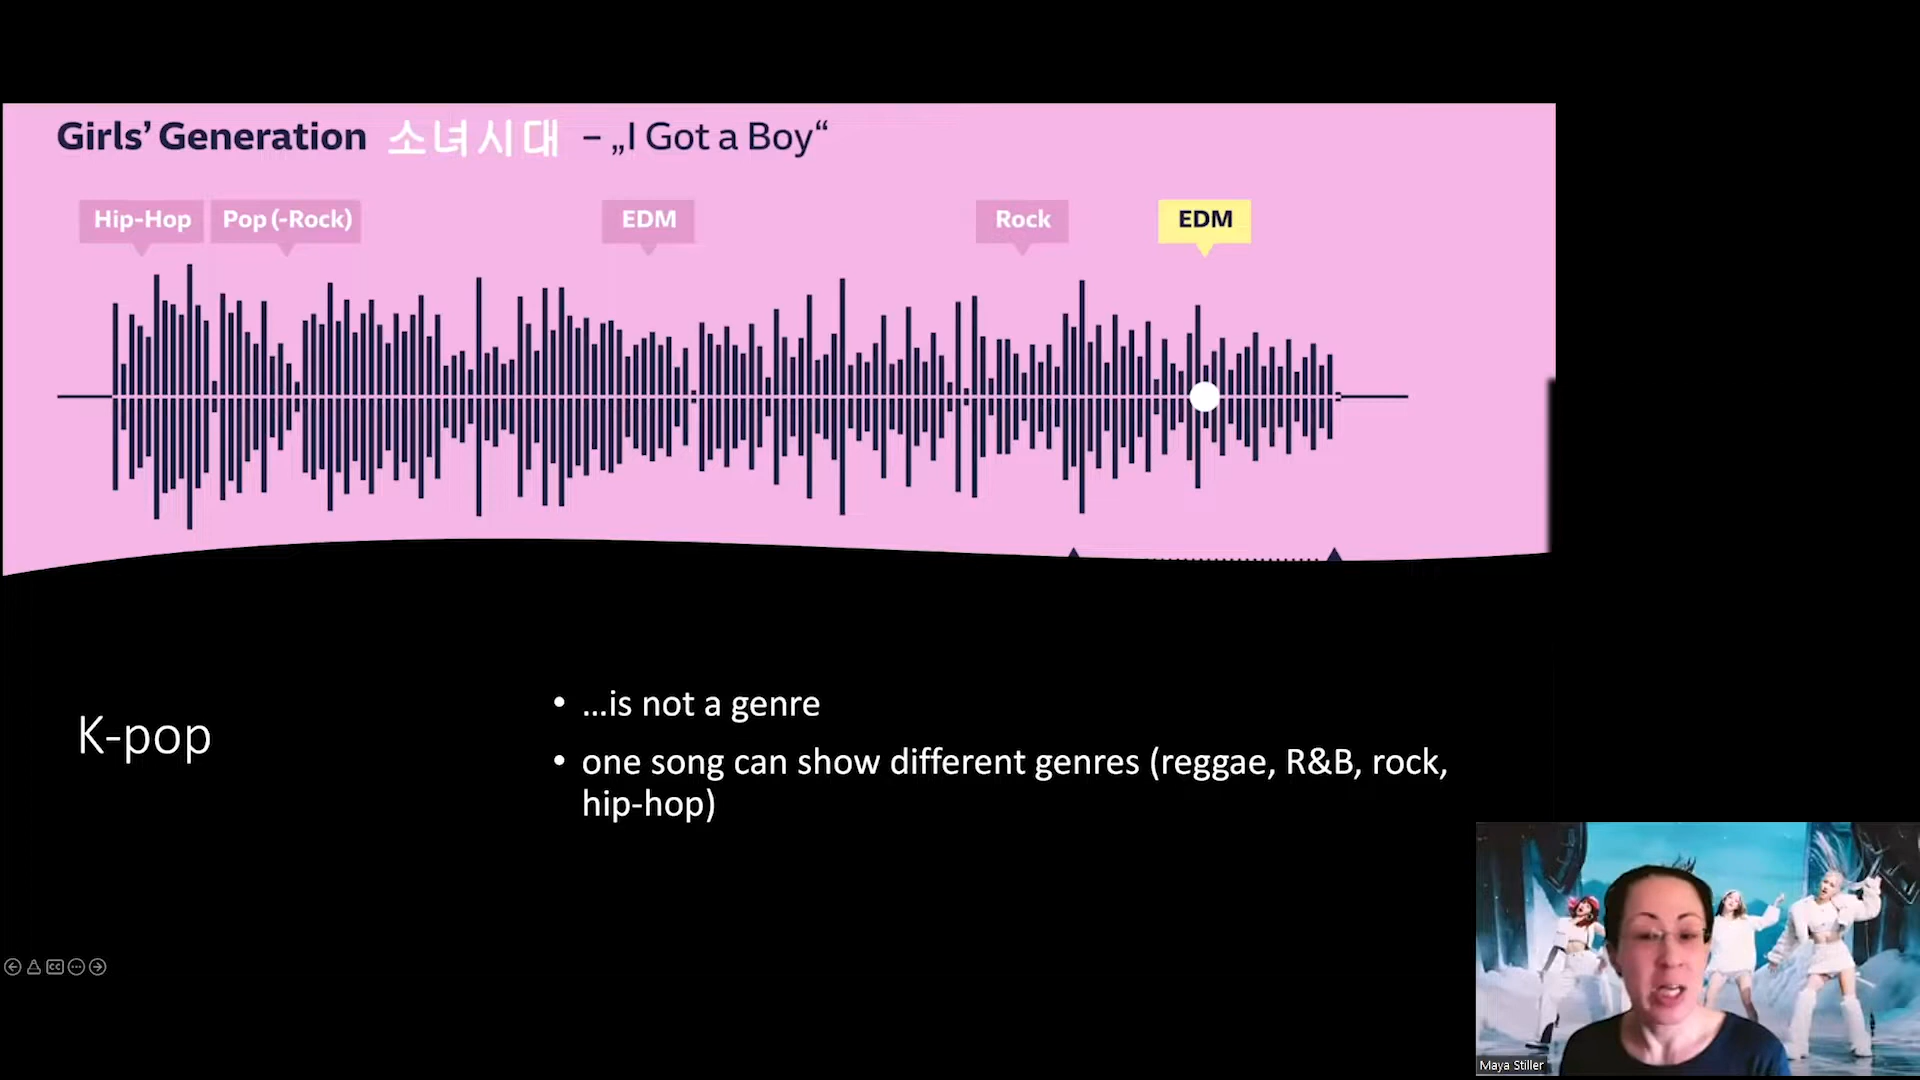 Girls’ Generation 소녀시대 – „I Got a Boy“
Hip-Hop Pop (-Rock) EDM Rock EDM
K-pop
• ...is not a genre
• one song can show different genres (reggae, R&B, rock,
hip-hop)
CC
Maya Stiller